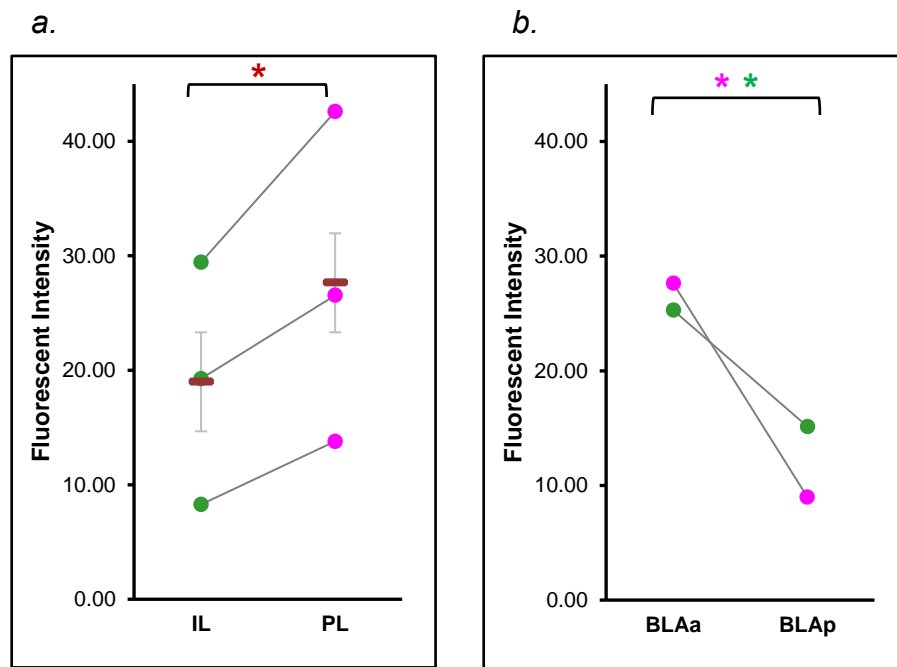 a.
*
Fluorescent Intensity
40.00
30.00
20.00
10.00
0.00
IL PL
b.
* *
Fluorescent Intensity
40.00
30.00
20.00
10.00
0.00
BLAa BLAp